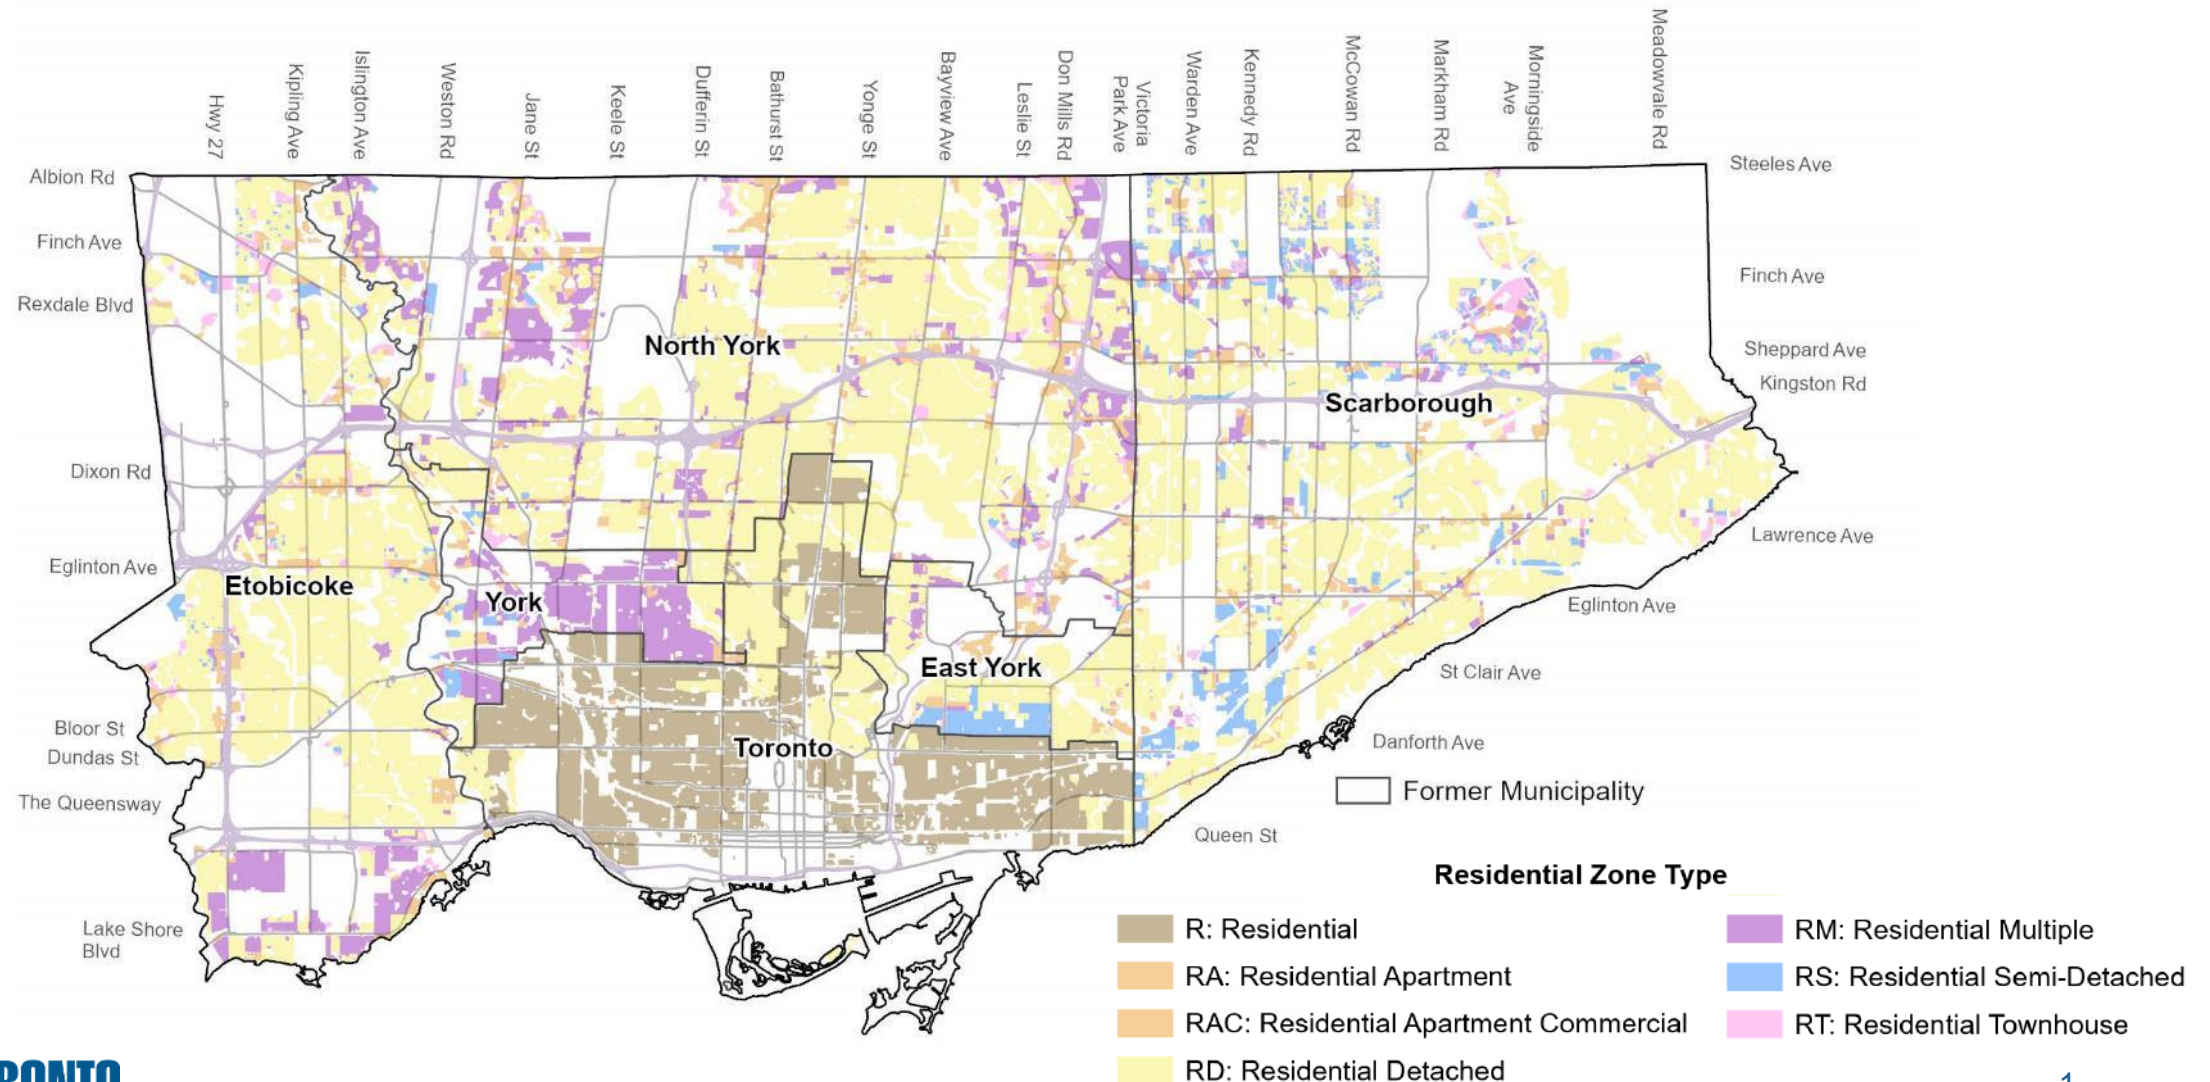 Hwy 27
Kipling Ave
Islington Ave
Weston Rd
Jane St
Keele St
Dufferin St
Bathurst St
Yonge St
Bayview Ave
Leslie St
Don Mills Rd
Victoria
Park Ave
Warden Ave
Kennedy Rd
McCowan Rd
Markham Rd
Morningside
Ave
Meadowvale Rd
Albion Rd
Finch Ave
Rexdale Blvd
Dixon Rd
Eglinton Ave
Bloor St
Dundas St
The Queensway
Lake Shore
Blvd
Steeles Ave
Finch Ave
Sheppard Ave
Kingston Rd
Lawrence Ave
Eglinton Ave
St Clair Ave
Danforth Ave
Queen St
North York
Scarborough
Etobicoke
York
East York
Toronto
Former Municipality
Residential Zone Type
R: Residential
RA: Residential Apartment
RAC: Residential Apartment Commercial
RD: Residential Detached
RM: Residential Multiple
RS: Residential Semi-Detached
RT: Residential Townhouse
RONTO
1